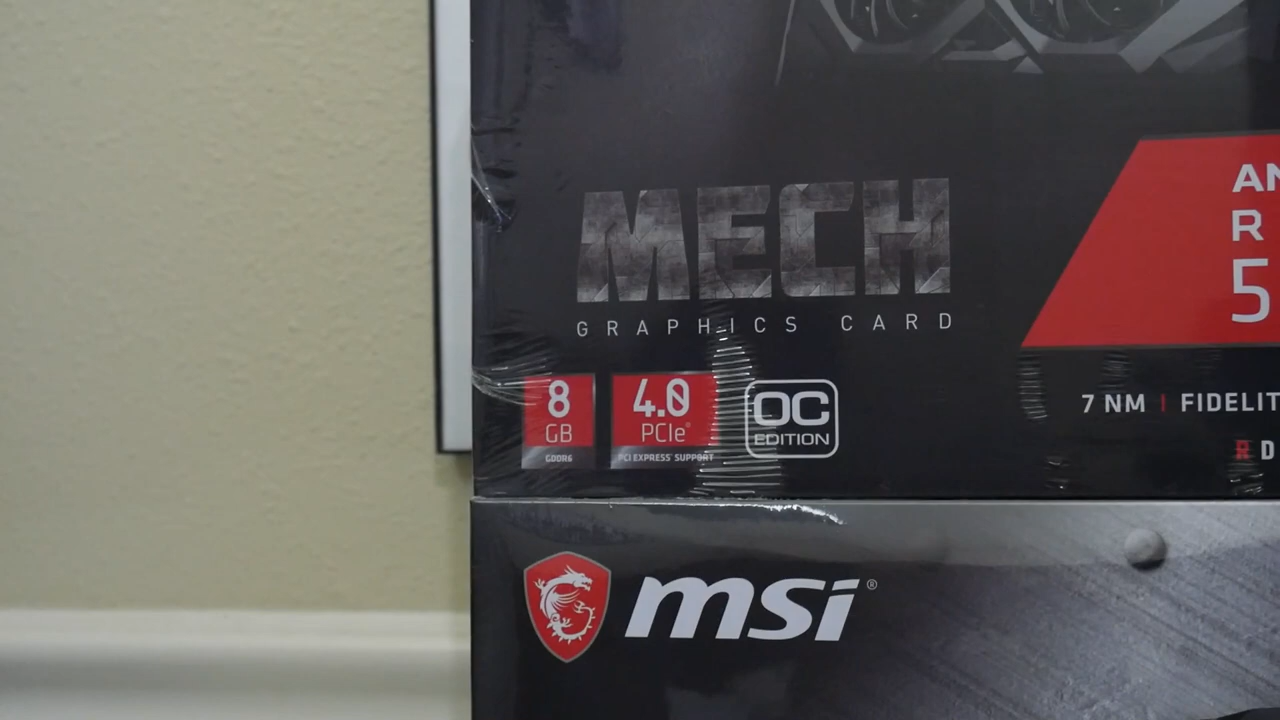 MECH
GRAPHICS CARD
R
5
8
GB
GDDR6
4.0
PCIe®
PCI EXPRESS® SUPPORT
OC
EDITION
7 NM | FIDELIT
msi®